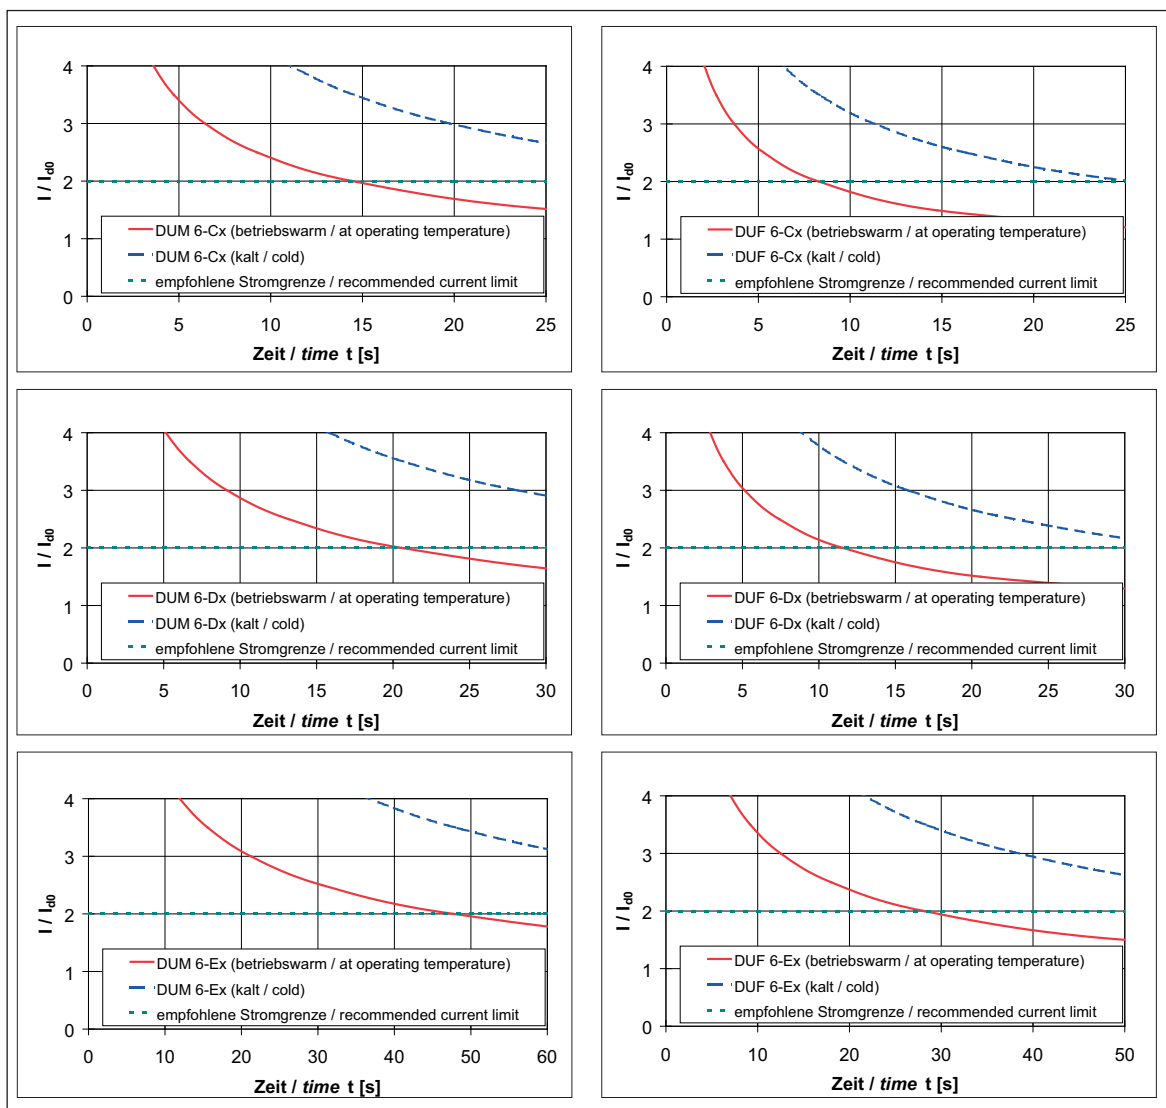 4
3
2
1
0
I / I_d0
DUM 6-Cx (betriebswarm / at operating temperature)
DUM 6-Cx (kalt / cold)
empfohlene Stromgrenze / recommended current limit
0 5 10 15 20 25
Zeit / time t [s]
4
3
2
1
0
I / I_d0
DUF 6-Cx (betriebswarm / at operating temperature)
DUF 6-Cx (kalt / cold)
empfohlene Stromgrenze / recommended current limit
0 5 10 15 20 25
Zeit / time t [s]
4
3
2
1
0
I / I_d0
DUM 6-Dx (betriebswarm / at operating temperature)
DUM 6-Dx (kalt / cold)
empfohlene Stromgrenze / recommended current limit
0 5 10 15 20 25 30
Zeit / time t [s]
4
3
2
1
0
I / I_d0
DUF 6-Dx (betriebswarm / at operating temperature)
DUF 6-Dx (kalt / cold)
empfohlene Stromgrenze / recommended current limit
0 5 10 15 20 25 30
Zeit / time t [s]
4
3
2
1
0
I / I_d0
DUM 6-Ex (betriebswarm / at operating temperature)
DUM 6-Ex (kalt / cold)
empfohlene Stromgrenze / recommended current limit
0 10 20 30 40 50 60
Zeit / time t [s]
4
3
2
1
0
I / I_d0
DUF 6-Ex (betriebswarm / at operating temperature)
DUF 6-Ex (kalt / cold)
empfohlene Stromgrenze / recommended current limit
0 10 20 30 40 50
Zeit / time t [s]